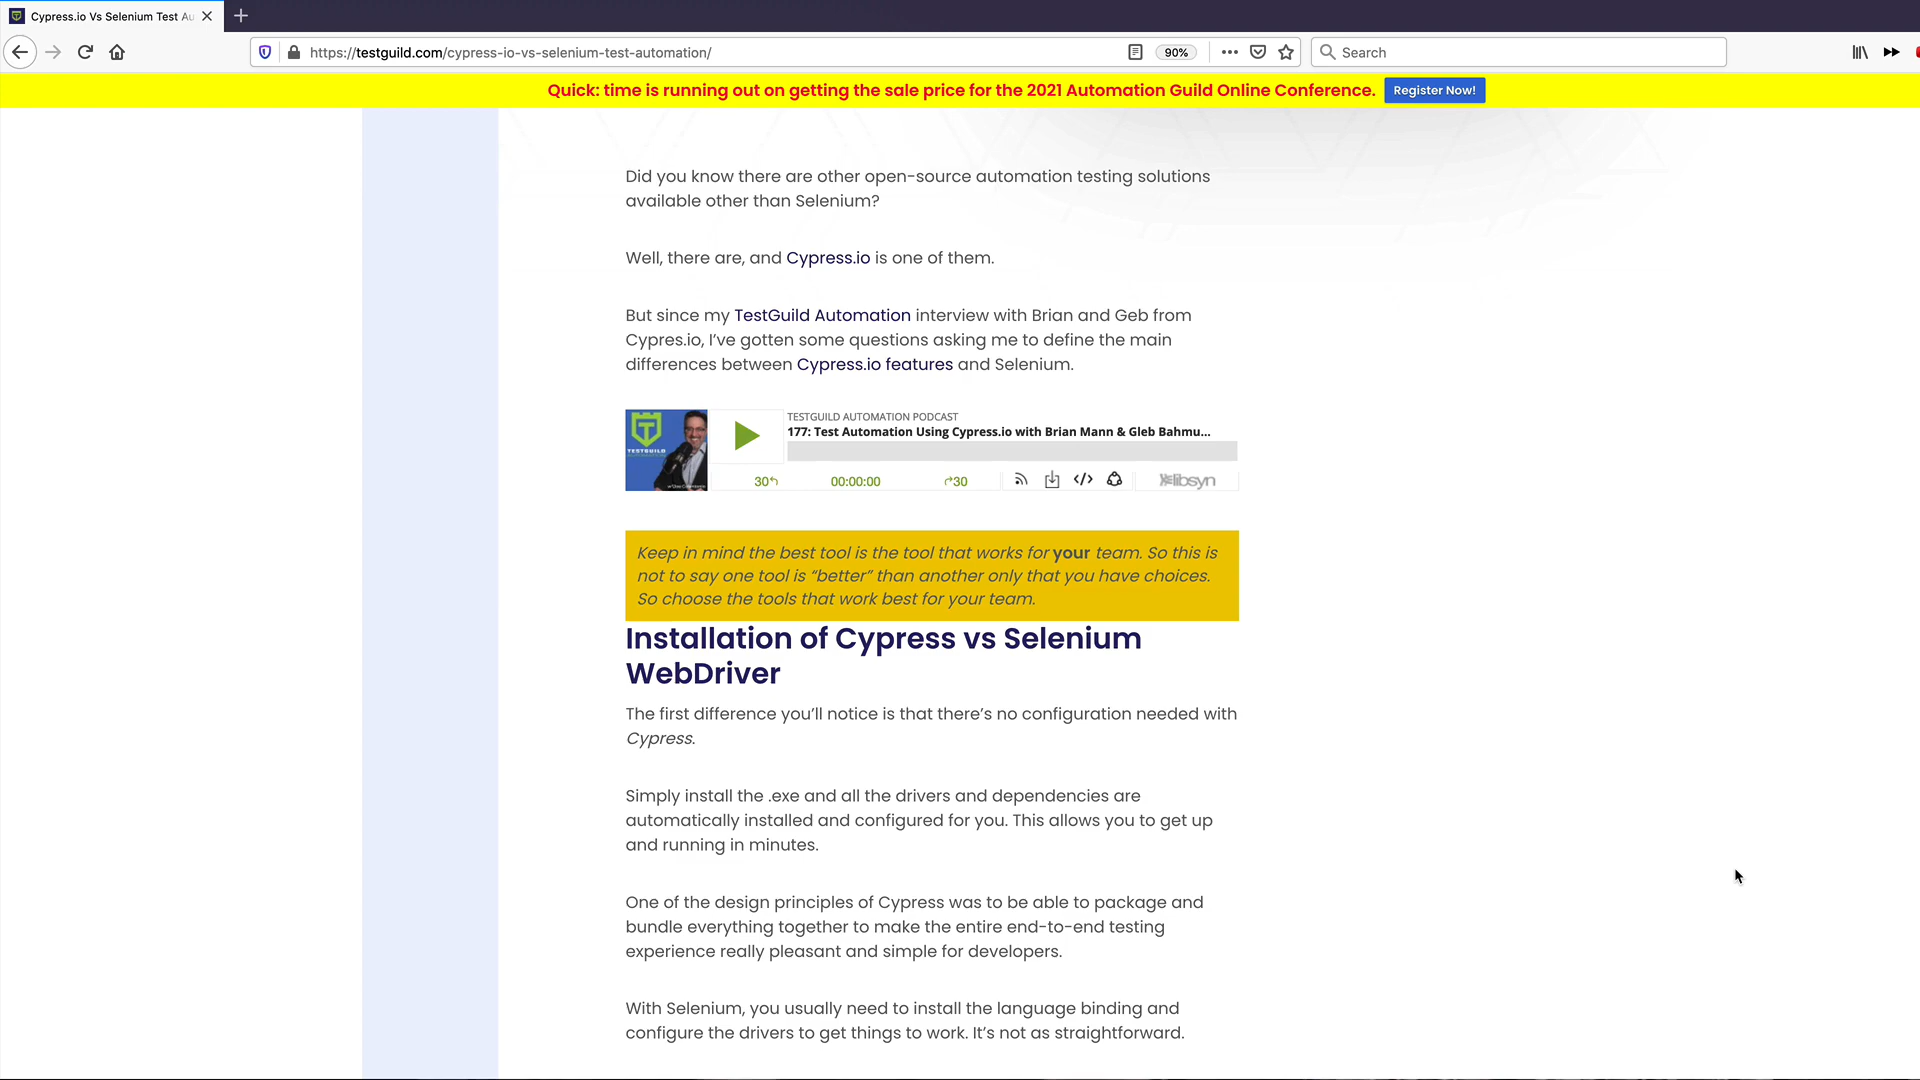 Cypress.io Vs Selenium Test Au
https://testguild.com/cypress-io-vs-selenium-test-automation/
90%
Search
Quick: time is running out on getting the sale price for the 2021 Automation Guild Online Conference.
Register Now!
Did you know there are other open-source automation testing solutions
available other than Selenium?
Well, there are, and Cypress.io is one of them.
But since my TestGuild Automation interview with Brian and Geb from
Cypres.io, I’ve gotten some questions asking me to define the main
differences between Cypress.io features and Selenium.
TESTGUILD
TESTGUILD AUTOMATION PODCAST
177: Test Automation Using Cypress.io with Brian Mann & Gleb Bahmu...
30
00:00:00
30
libsyn
Keep in mind the best tool is the tool that works for your team. So this is
not to say one tool is “better” than another only that you have choices.
So choose the tools that work best for your team.
Installation of Cypress vs Selenium
WebDriver
The first difference you’ll notice is that there’s no configuration needed with
Cypress.
Simply install the .exe and all the drivers and dependencies are
automatically installed and configured for you. This allows you to get up
and running in minutes.
One of the design principles of Cypress was to be able to package and
bundle everything together to make the entire end-to-end testing
experience really pleasant and simple for developers.
With Selenium, you usually need to install the language binding and
configure the drivers to get things to work. It’s not as straightforward.